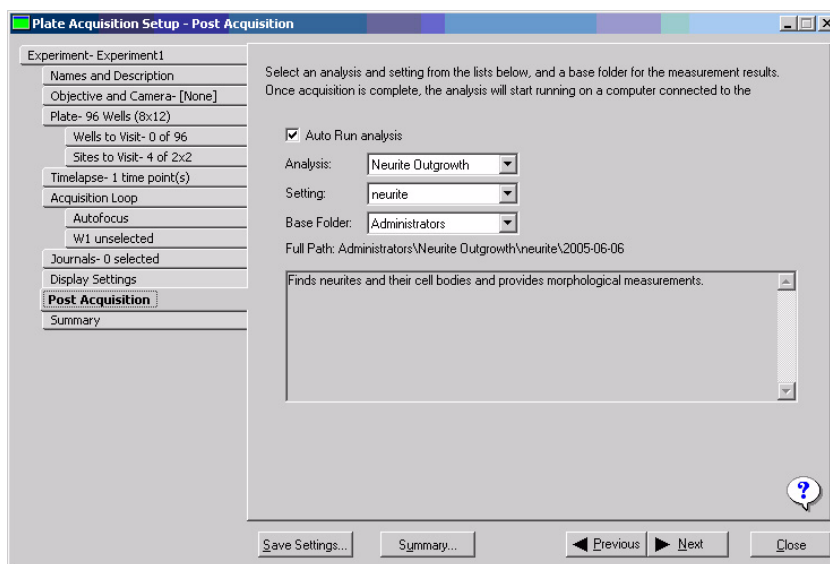 Plate Acquisition Setup - Post Acquisition
Experiment- Experiment1
Names and Description
Objective and Camera- [None]
Plate- 96 Wells (8x12)
Wells to Visit- 0 of 96
Sites to Visit- 4 of 2x2
Timelapse- 1 time point(s)
Acquisition Loop
Autofocus
W1 unselected
Journals- 0 selected
Display Settings
Post Acquisition
Summary
Select an analysis and setting from the lists below, and a base folder for the measurement results.
Once acquisition is complete, the analysis will start running on a computer connected to the
Auto Run analysis
Analysis: Neurite Outgrowth
Setting: neurite
Base Folder: Administrators
Full Path: Administrators\Neurite Outgrowth\neurite\2005-06-06
Finds neurites and their cell bodies and provides morphological measurements.
?
Save Settings... Summary... Previous Next Close